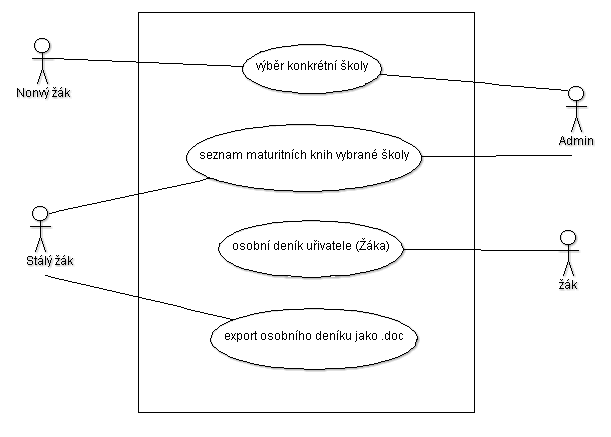 výběr konkrétní školy
Nonvý žák
Admin
seznam maturitních knih vybrané školy
osobní deník uřivatele (Žáka)
Stálý žák
žák
export osobního deníku jako .doc